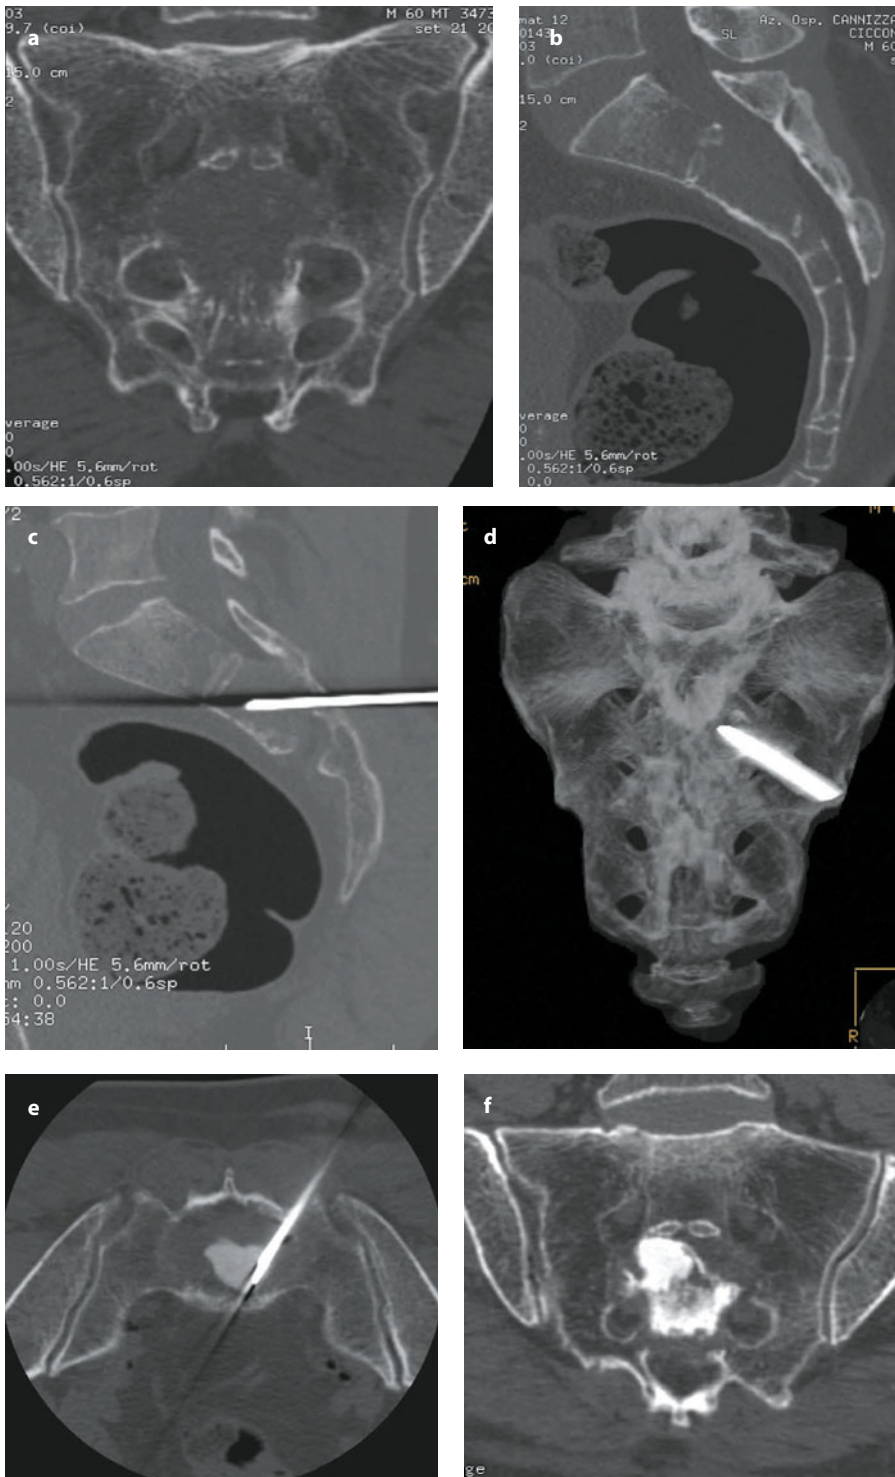 a
03
9.7 (coi)
15.0 cm
2
M 60 MT 3473
set 21 20
verage
0
0
.00s/HE 5.6mm/rot
0.562:1/0.6sp
b
mat 12
0143
03
.0 (coi)
15.0 cm
2
SL
Az. Osp. CANNIZZA
CICCON
M 60
s
verage
0
0
.00s/HE 5.6mm/rot
0.562:1/0.6sp
0.0
/2
c
.20
200
1.00s/HE 5.6mm/rot
nm 0.562:1/0.6sp
: 0.0
54:38
I
d
cm
R
e
f
ge